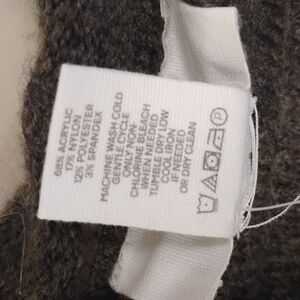 68% ACRYLIC
17% NYLON
12% POLYESTER
3% SPANDEX
MACHINE WASH COLD
GENTLE CYCLE
ONLY NON-
CHLORINE BLEACH
WHEN NEEDED
TUMBLE DRY LOW
COOL IRON
IF NEEDED
OR DRY CLEAN
P